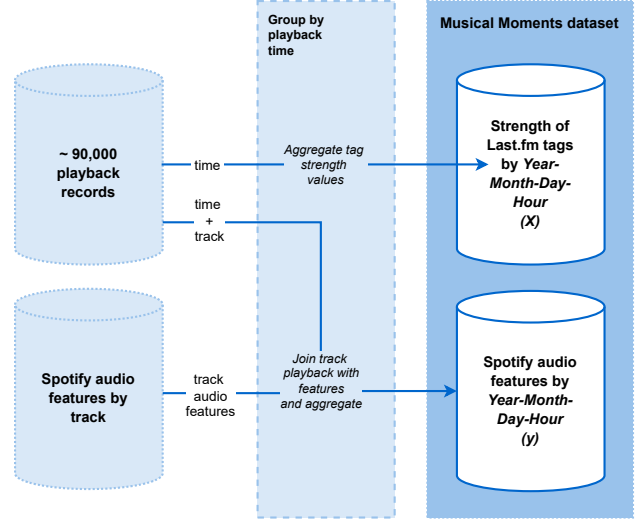 Group by
playback
time
Musical Moments dataset
~ 90,000
playback
records
time
Aggregate tag
strength
values
Strength of
Last.fm tags
by Year-
Month-Day-
Hour
(X)
time
+
track
Spotify audio
features by
track
track
audio
features
Join track
playback with
features
and aggregate
Spotify audio
features by
Year-Month-
Day-Hour
(y)